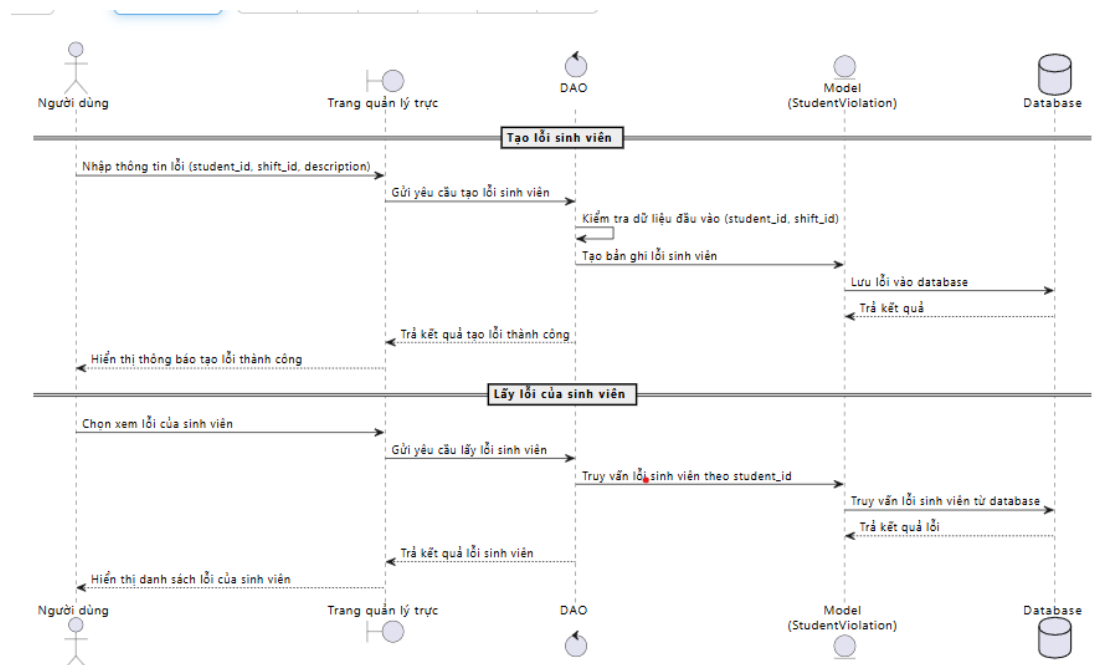 Người dùng
Trang quản lý trực
DAO
Model
(StudentViolation)
Database
Tạo lỗi sinh viên
Nhập thông tin lỗi (student_id, shift_id, description)
Gửi yêu cầu tạo lỗi sinh viên
Kiểm tra dữ liệu đầu vào (student_id, shift_id)
Tạo bản ghi lỗi sinh viên
Lưu lỗi vào database
Trả kết quả
Trả kết quả tạo lỗi thành công
Hiển thị thông báo tạo lỗi thành công
Lấy lỗi của sinh viên
Chọn xem lỗi của sinh viên
Gửi yêu cầu lấy lỗi sinh viên
Truy vấn lỗi sinh viên theo student_id
Truy vấn lỗi sinh viên từ database
Trả kết quả lỗi
Trả kết quả lỗi sinh viên
Hiển thị danh sách lỗi của sinh viên
Người dùng
Trang quản lý trực
DAO
Model
(StudentViolation)
Database